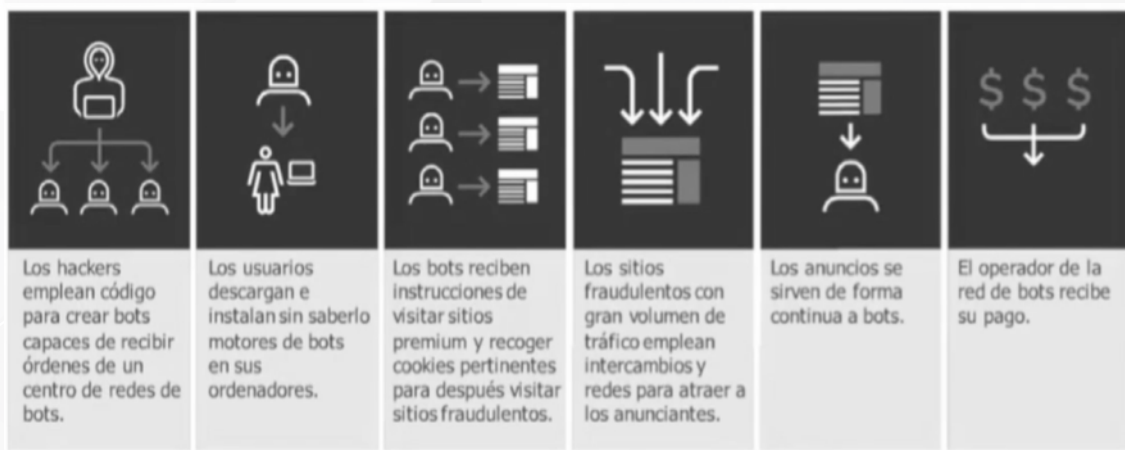 $ $ $
Los hackers
emplean código
para crear bots
capaces de recibir
órdenes de un
centro de redes de
bots.
Los usuarios
descargan e
instalan sin saberlo
motores de bots
en sus
ordenadores.
Los bots reciben
instrucciones de
visitar sitios
premium y recoger
cookies pertinentes
para después visitar
sitios fraudulentos.
Los sitios
fraudulentos con
gran volumen de
tráfico emplean
intercambios y
redes para atraer a
los anunciantes.
Los anuncios se
sirven de forma
continua a bots.
El operador de la
red de bots recibe
su pago.